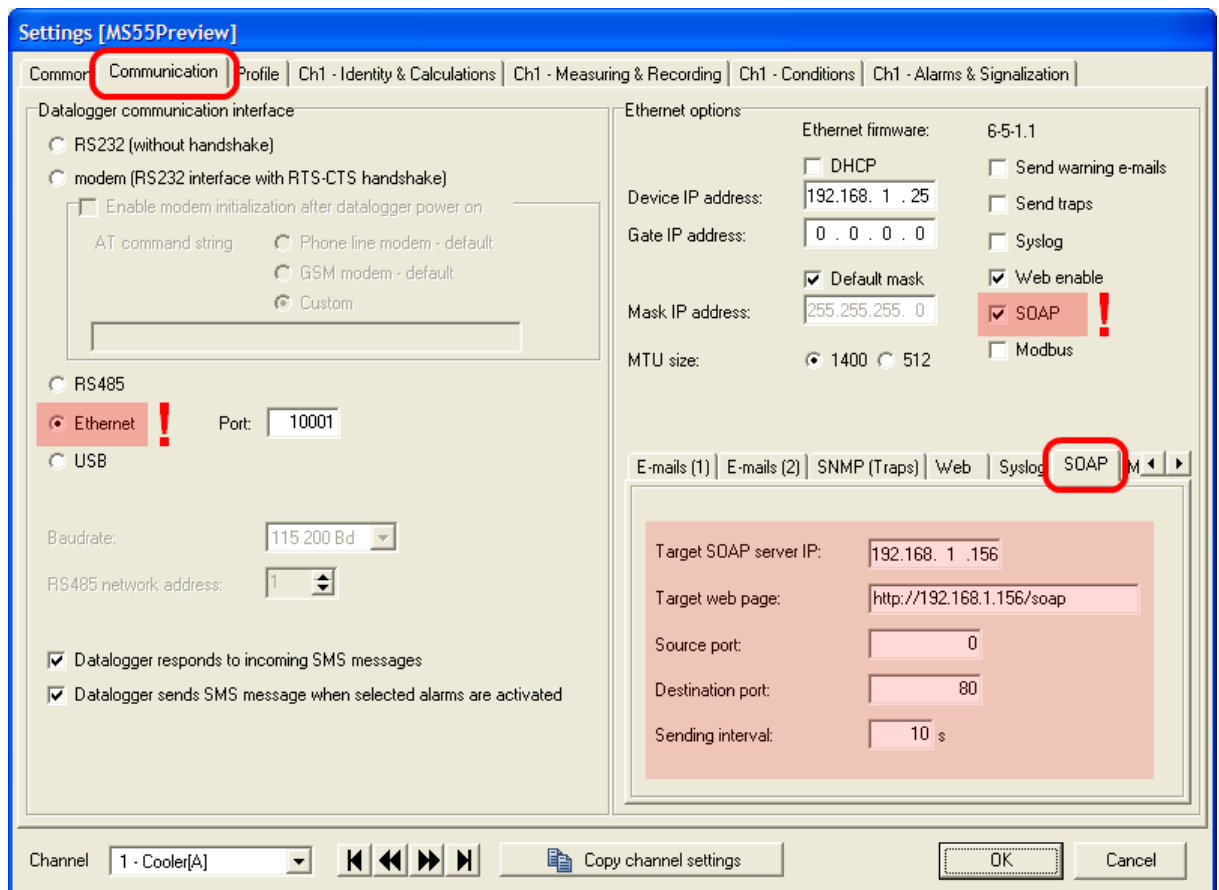 Settings [MS55Preview]
Common Communication Profile Ch1 - Identity & Calculations Ch1 - Measuring & Recording Ch1 - Conditions Ch1 - Alarms & Signalization
Datalogger communication interface
RS232 (without handshake)
modem (RS232 interface with RTS-CTS handshake)
Enable modem initialization after datalogger power on
AT command string Phone line modem - default
GSM modem - default
Custom
RS485
Ethernet ! Port: 10001
USB
Baudrate: 115 200 Bd
RS485 network address: 1
Datalogger responds to incoming SMS messages
Datalogger sends SMS message when selected alarms are activated
Ethernet options
Ethernet firmware: 6-5-1.1
DHCP Send warning e-mails
Device IP address: 192.168. 1 . 25 Send traps
Gate IP address: 0 . 0 . 0 . 0 Syslog
Default mask Web enable
Mask IP address: 255.255.255. 0 SOAP !
MTU size: 1400 512 Modbus
E-mails (1) E-mails (2) SNMP (Traps) Web Syslog SOAP M
Target SOAP server IP: 192.168. 1 .156
Target web page: http://192.168.1.156/soap
Source port: 0
Destination port: 80
Sending interval: 10 s
Channel 1 - Cooler[A] Copy channel settings OK Cancel